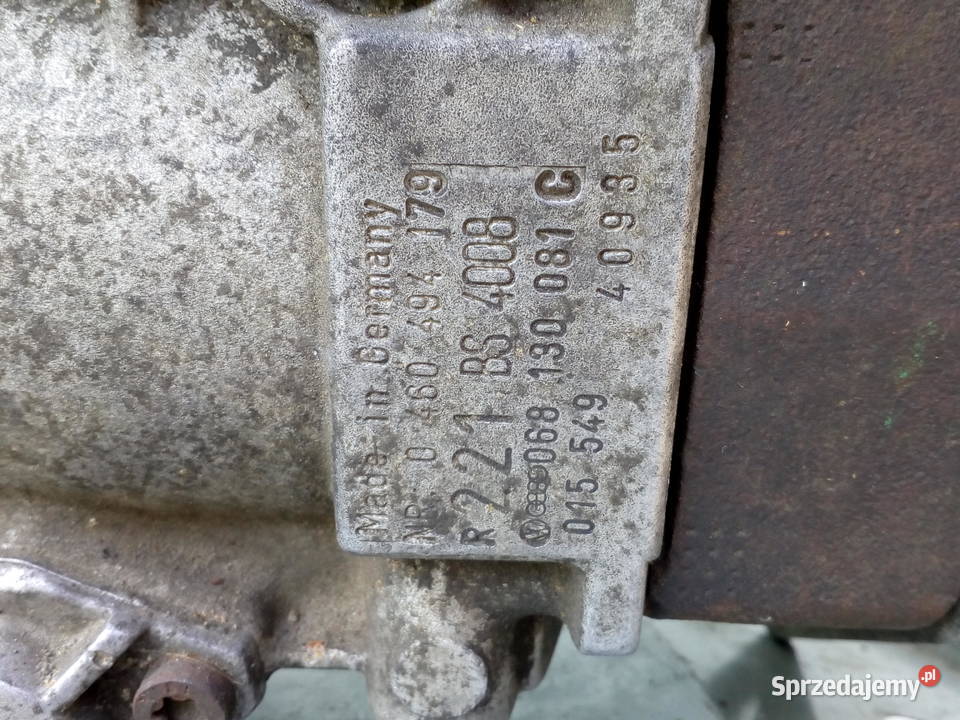 Made in Germany
NR. 0 460 494 179
R 221 BS 4008
068 130 081 C
015 549 40935
Sprzedajemy.pl